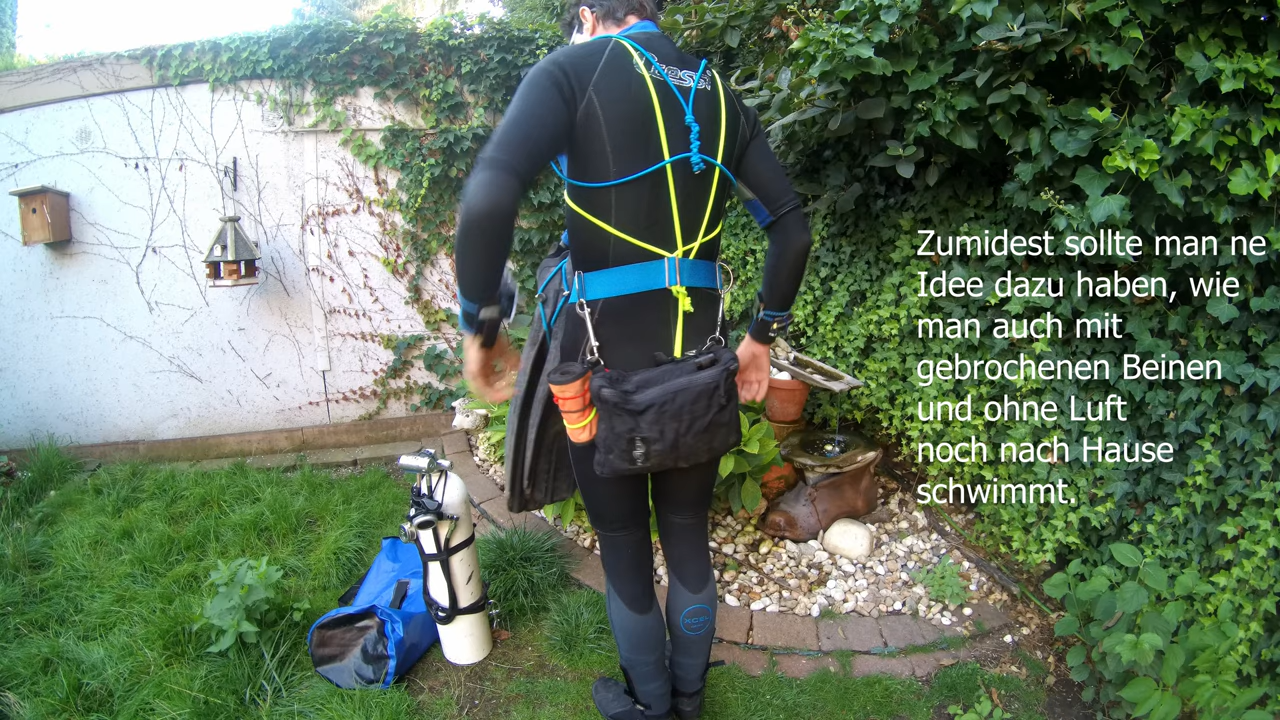 Zumidest sollte man ne
Idee dazu haben, wie
man auch mit
gebrochenen Beinen
und ohne Luft
noch nach Hause
schwimmt.
XCEL